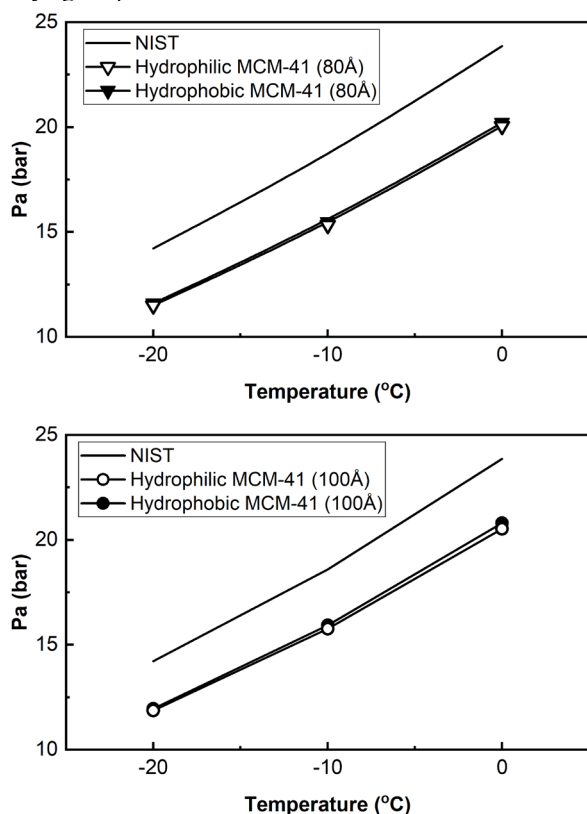 NIST
Hydrophilic MCM-41 (80Å)
Hydrophobic MCM-41 (80Å)
25
20
15
10
Pa (bar)
-20
-10
0
Temperature (°C)
NIST
Hydrophilic MCM-41 (100Å)
Hydrophobic MCM-41 (100Å)
25
20
15
10
Pa (bar)
-20
-10
0
Temperature (°C)